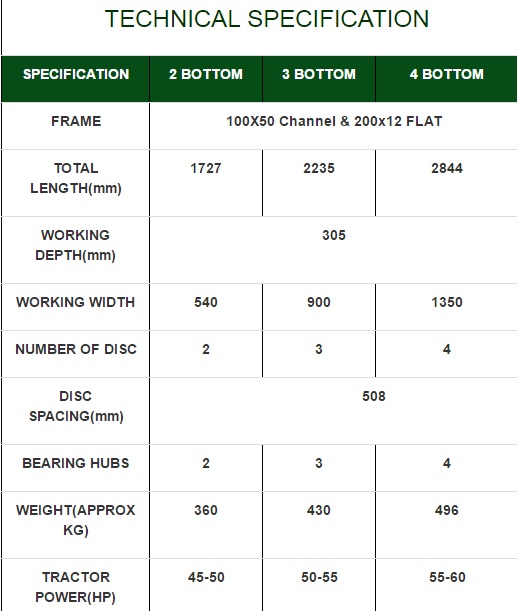 TECHNICAL SPECIFICATION
SPECIFICATION 2 BOTTOM 3 BOTTOM 4 BOTTOM
FRAME 100X50 Channel & 200x12 FLAT
TOTAL
LENGTH(mm) 1727 2235 2844
WORKING
DEPTH(mm) 305
WORKING WIDTH 540 900 1350
NUMBER OF DISC 2 3 4
DISC
SPACING(mm) 508
BEARING HUBS 2 3 4
WEIGHT(APPROX
KG) 360 430 496
TRACTOR
POWER(HP) 45-50 50-55 55-60